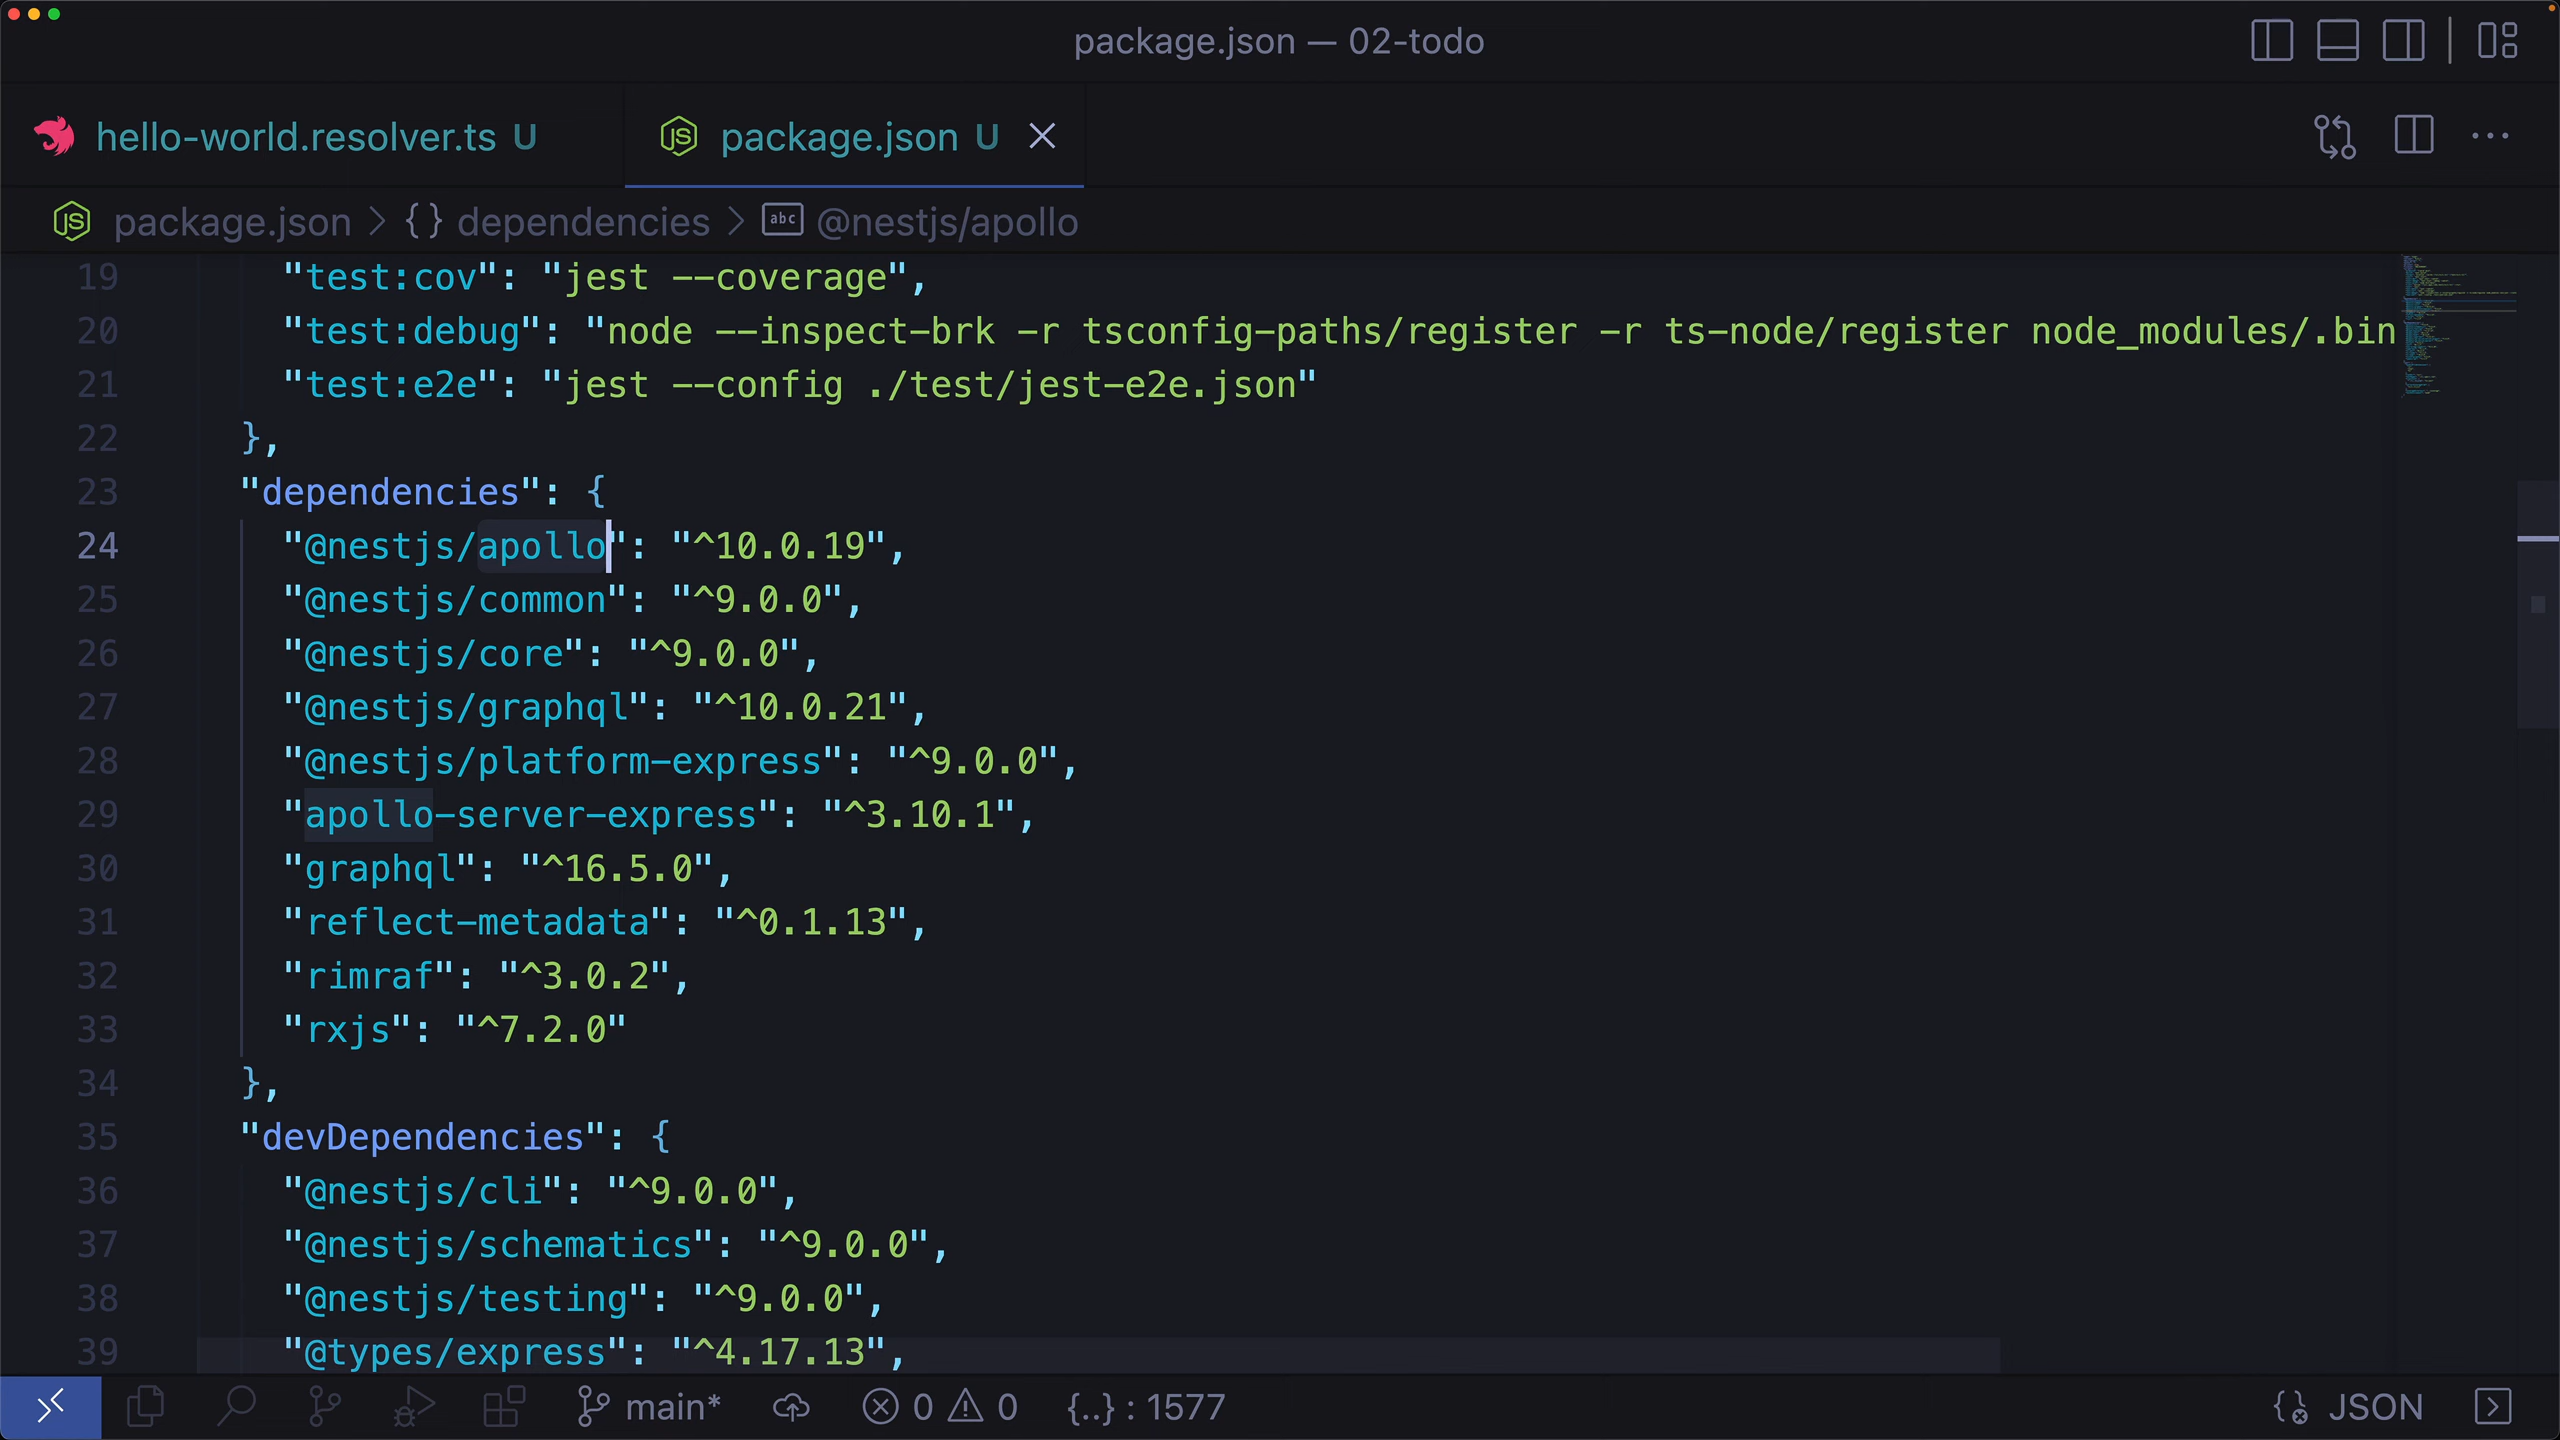 package.json — 02-todo
hello-world.resolver.ts U
package.json U
package.json > {} dependencies > abc @nestjs/apollo
19 "test:cov": "jest --coverage",
20 "test:debug": "node --inspect-brk -r tsconfig-paths/register -r ts-node/register node_modules/.bin
21 "test:e2e": "jest --config ./test/jest-e2e.json"
22 },
23 "dependencies": {
24 "@nestjs/apollo": "^10.0.19",
25 "@nestjs/common": "^9.0.0",
26 "@nestjs/core": "^9.0.0",
27 "@nestjs/graphql": "^10.0.21",
28 "@nestjs/platform-express": "^9.0.0",
29 "apollo-server-express": "^3.10.1",
30 "graphql": "^16.5.0",
31 "reflect-metadata": "^0.1.13",
32 "rimraf": "^3.0.2",
33 "rxjs": "^7.2.0"
34 },
35 "devDependencies": {
36 "@nestjs/cli": "^9.0.0",
37 "@nestjs/schematics": "^9.0.0",
38 "@nestjs/testing": "^9.0.0",
39 "@types/express": "^4.17.13",
main* 0 0 {..} : 1577 JSON